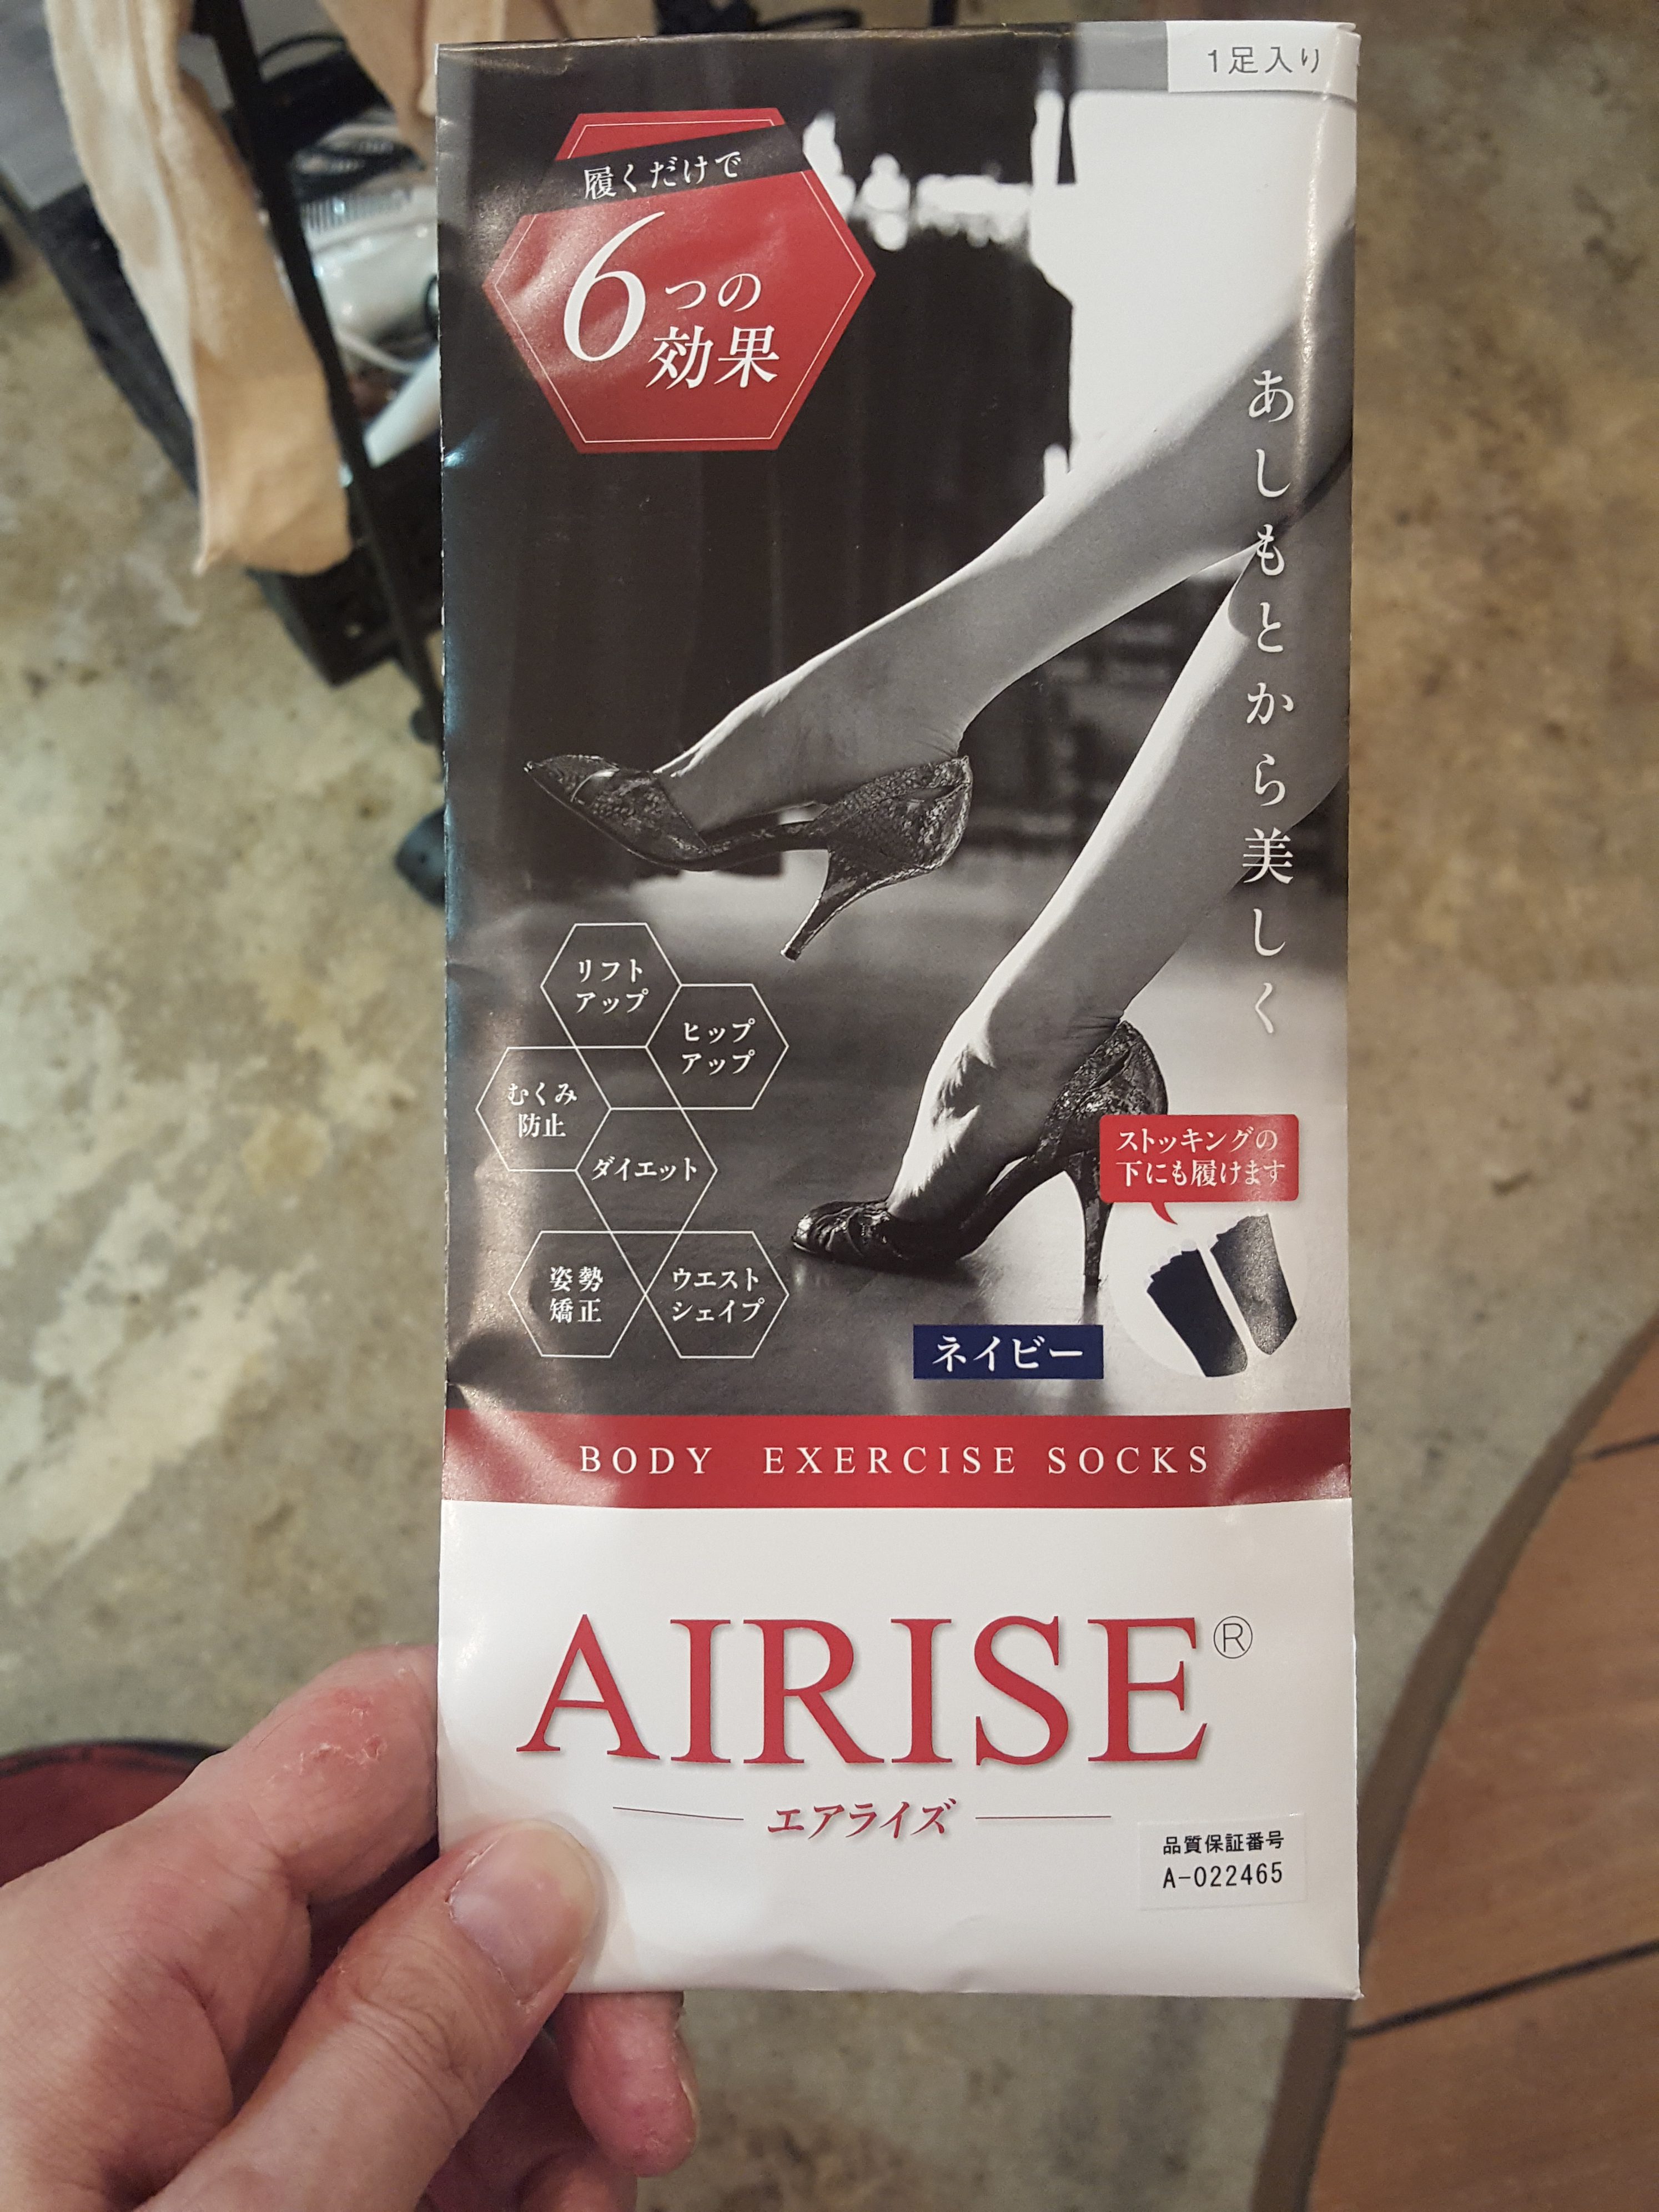 1足入り
履くだけで
6つの
効果
あしもとから美しく
リフト
アップ
ヒップ
アップ
むくみ
防止
ダイエット
姿勢
矯正
ウエスト
シェイプ
ストッキングの
下にも履けます
ネイビー
BODY EXERCISE SOCKS
AIRISE®
エアライズ
品質保証番号
A-022465